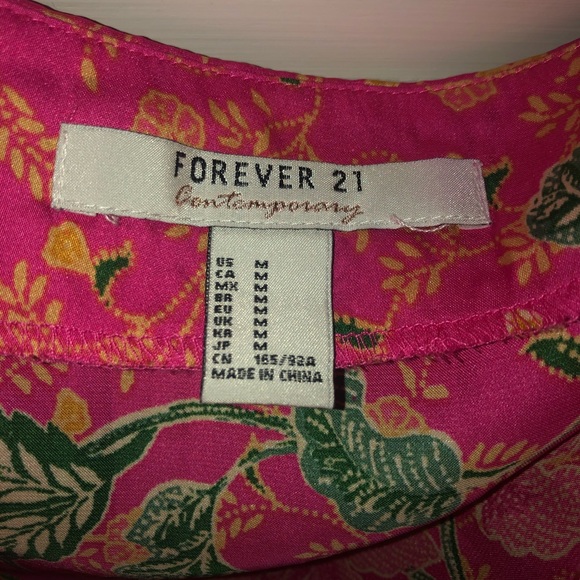 FOREVER 21
Contemporary
US M
CA M
MX M
BR M
EU M
UK M
KR M
JP M
CN 165/92A
MADE IN CHINA